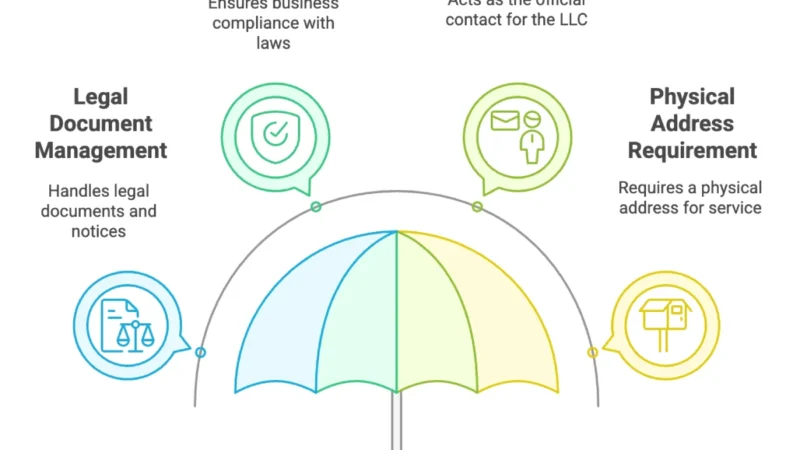 Ensures business
compliance with
laws
Acts as the official
contact for the LLC
Legal
Document
Management
Handles legal
documents and
notices
Physical
Address
Requirement
Requires a physical
address for service